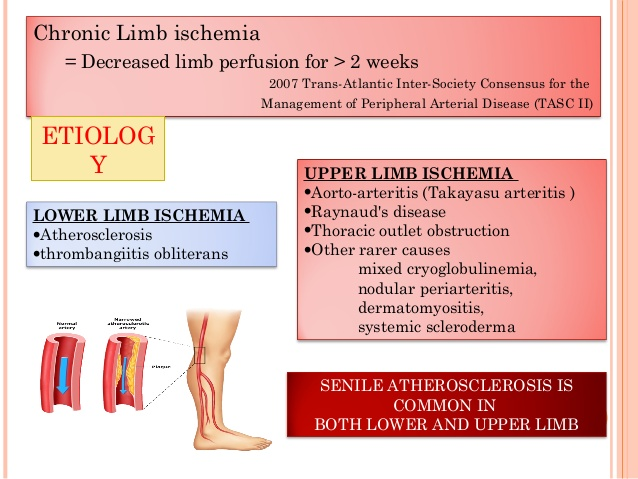 Chronic Limb ischemia
= Decreased limb perfusion for > 2 weeks
2007 Trans-Atlantic Inter-Society Consensus for the
Management of Peripheral Arterial Disease (TASC II)
ETIOLOG
Y
LOWER LIMB ISCHEMIA
•Atherosclerosis
•thrombangiitis obliterans
UPPER LIMB ISCHEMIA
•Aorto-arteritis (Takayasu arteritis )
•Raynaud's disease
•Thoracic outlet obstruction
•Other rarer causes
mixed cryoglobulinemia,
nodular periarteritis,
dermatomyositis,
systemic scleroderma
Normal
artery
Narrowed
atherosclerotic
artery
Plaque
SENILE ATHEROSCLEROSIS IS
COMMON IN
BOTH LOWER AND UPPER LIMB